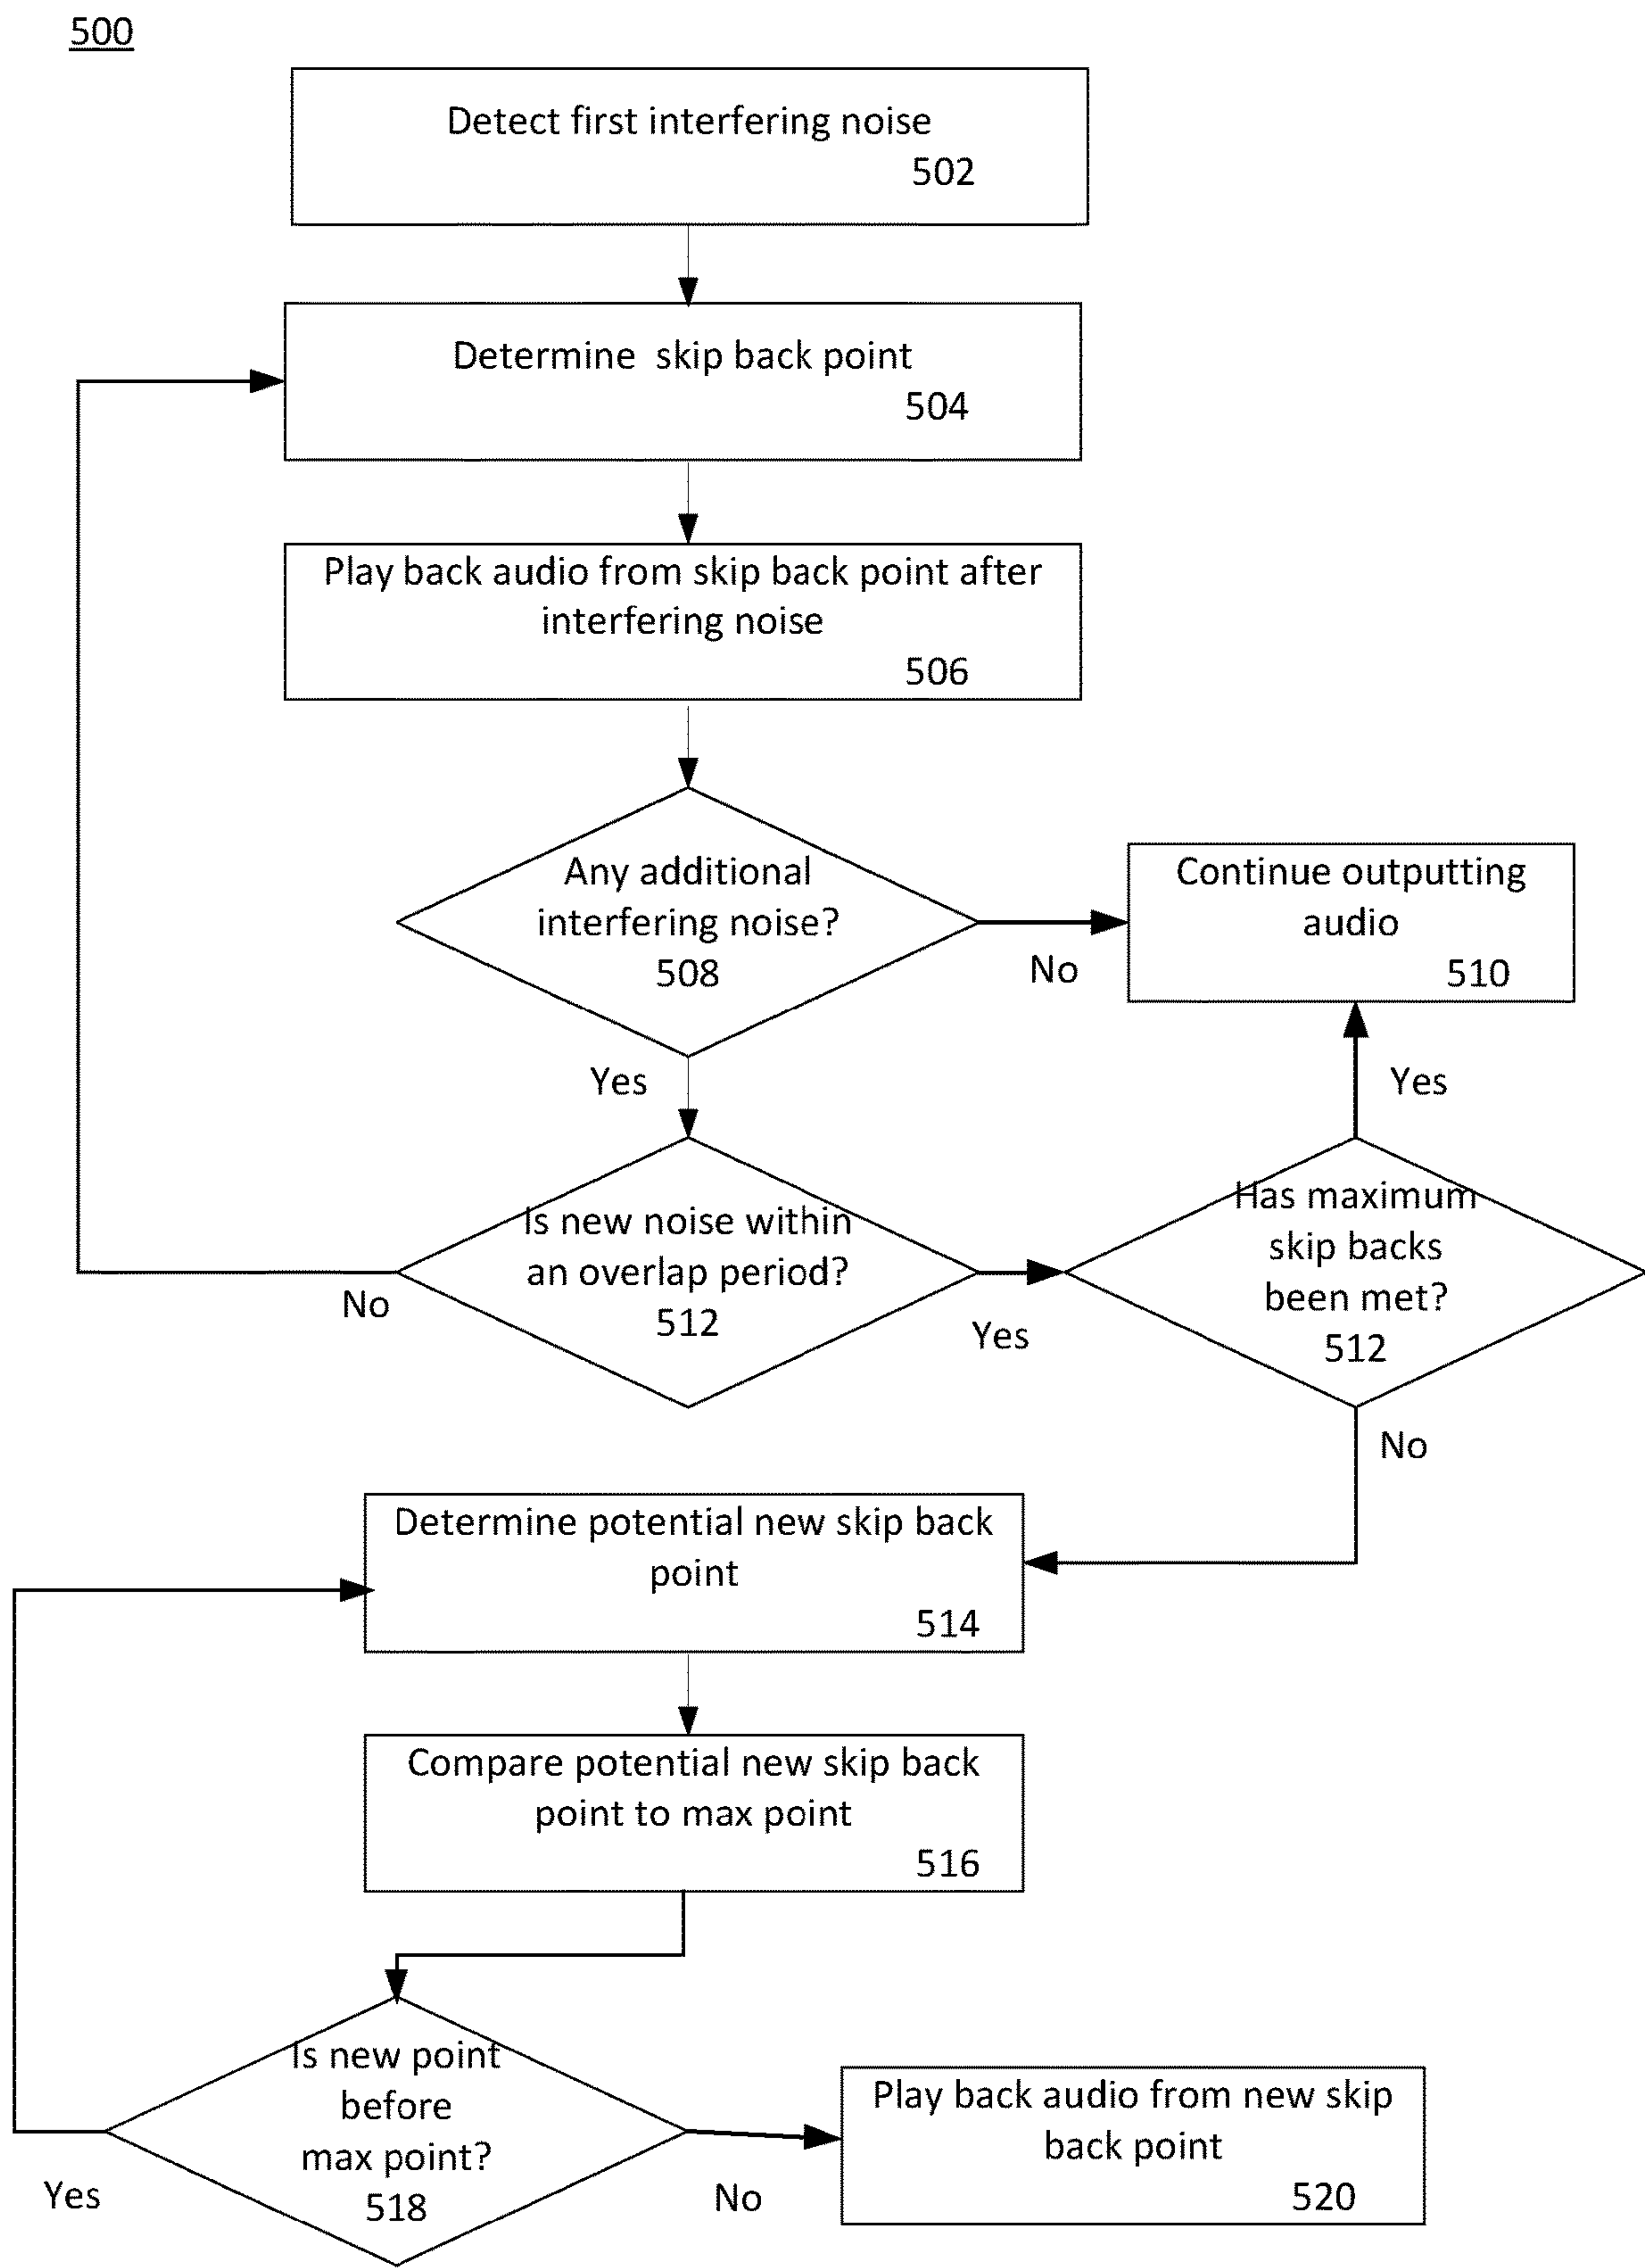 500
Detect first interfering noise
502
Determine skip back point
504
Play back audio from skip back point after
interfering noise
506
Any additional
interfering noise?
508
No
Continue outputting
audio
510
Yes
Yes
Is new noise within
an overlap period?
512
No
Yes
Has maximum
skip backs
been met?
512
No
Determine potential new skip back
point
514
Compare potential new skip back
point to max point
516
Is new point
before
max point?
518
Yes
No
Play back audio from new skip
back point
520